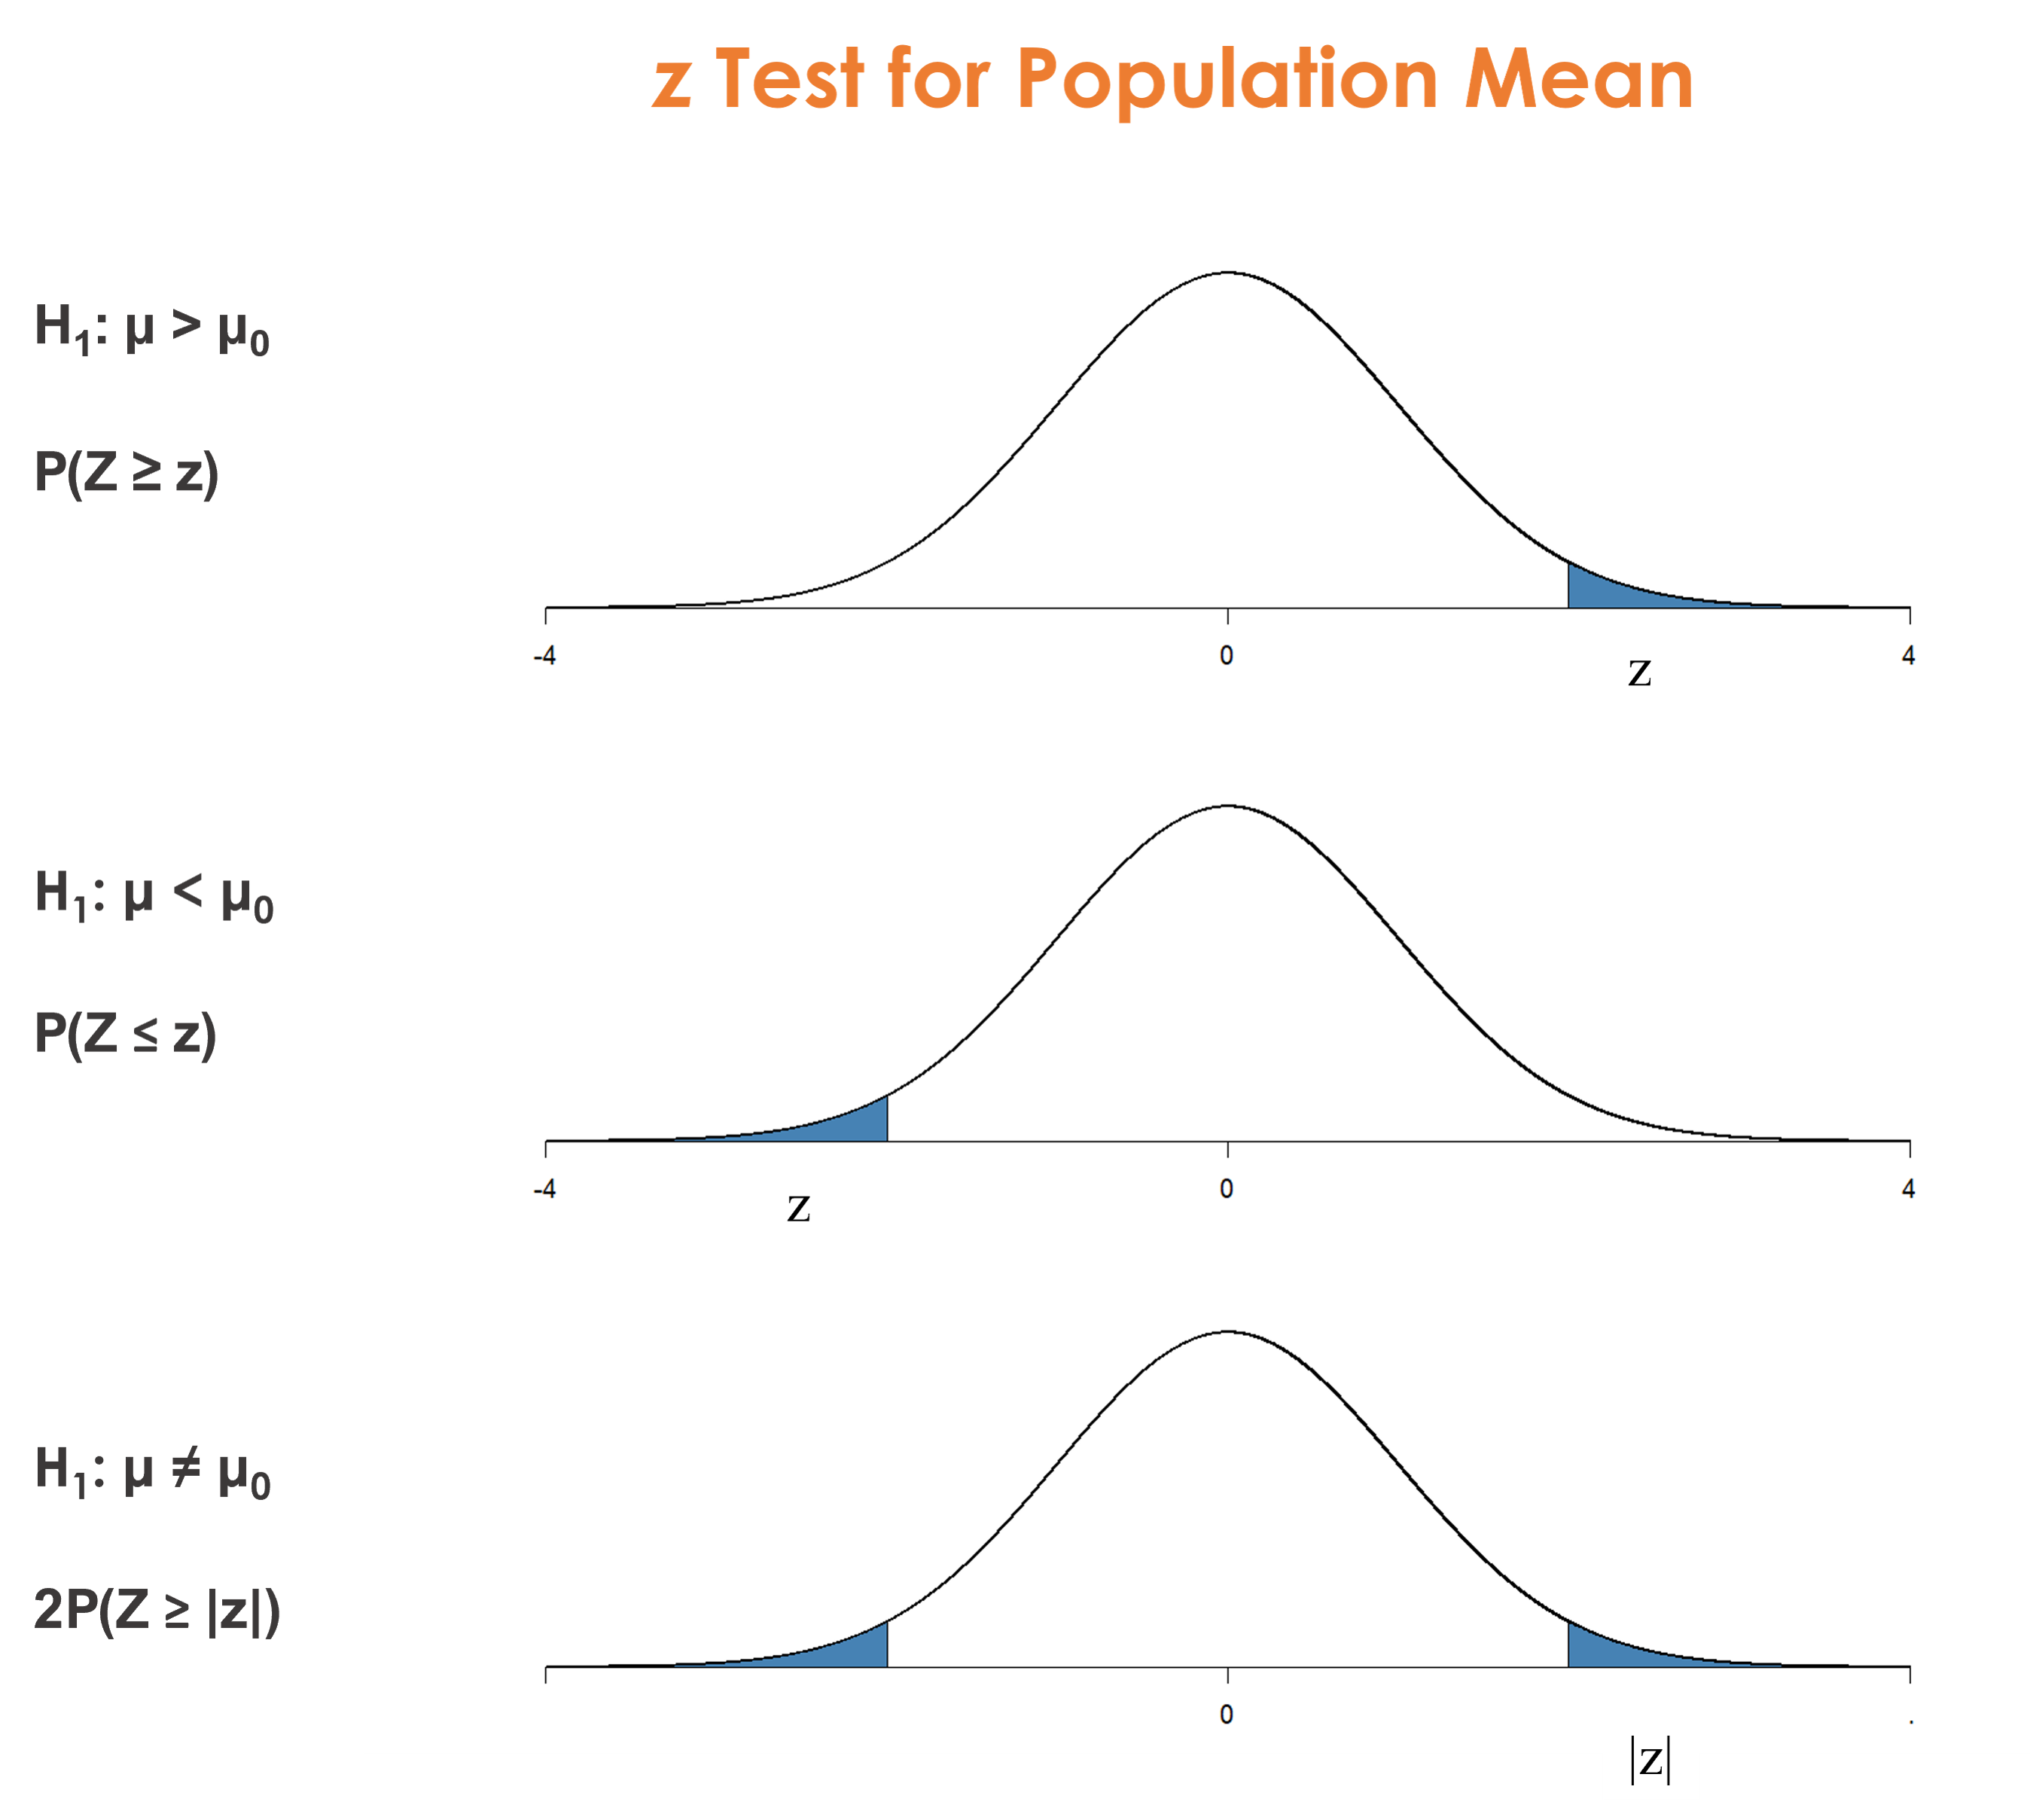 z Test for Population Mean
H₁: μ > μ₀
P(Z ≥ z)
-4 0 4
z
H₁: μ < μ₀
P(Z ≤ z)
-4 0 4
z
H₁: μ ≠ μ₀
2P(Z ≥ |z|)
0
|z|